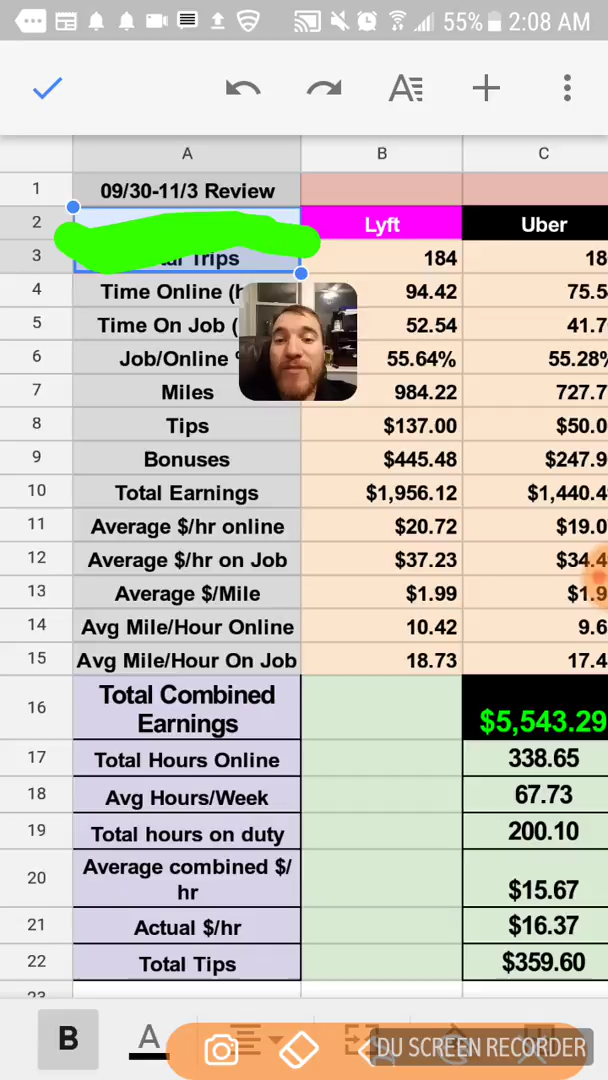 55% 2:08 AM
A B C
1 09/30-11/3 Review
2 Lyft Uber
3 Trips 184
4 Time Online 94.42
5 Time On Job 52.54
6 Job/Online 55.64% 55.28%
7 Miles 984.22
8 Tips $137.00
9 Bonuses $445.48
10 Total Earnings $1,956.12
11 Average $/hr online $20.72
12 Average $/hr on Job $37.23
13 Average $/Mile $1.99
14 Avg Mile/Hour Online 10.42
15 Avg Mile/Hour On Job 18.73
16 Total Combined
Earnings $5,543.29
17 Total Hours Online 338.65
18 Avg Hours/Week 67.73
19 Total hours on duty 200.10
20 Average combined $/
hr $15.67
21 Actual $/hr $16.37
22 Total Tips $359.60
B A
DU SCREEN RECORDER